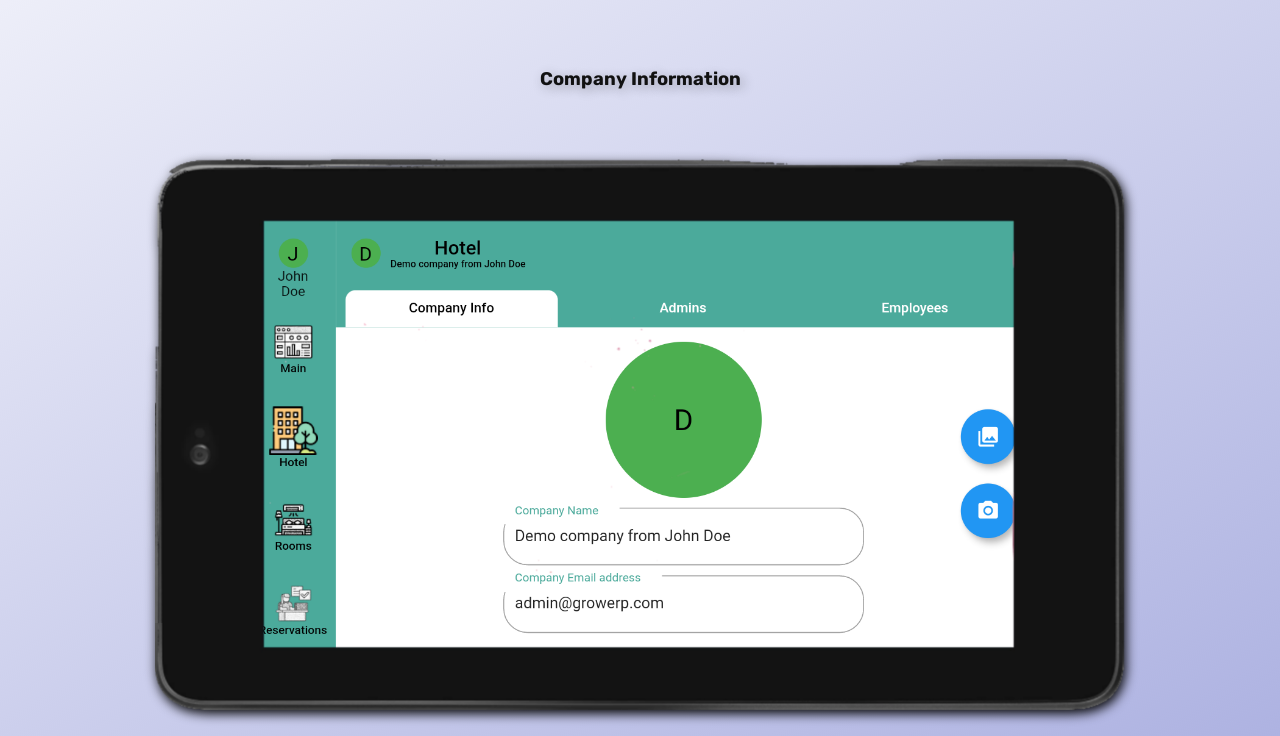 Company Information
J
John
Doe
D
Hotel
Demo company from John Doe
Company Info
Admins
Employees
Main
Hotel
Rooms
Reservations
D
Company Name
Demo company from John Doe
Company Email address
admin@growerp.com